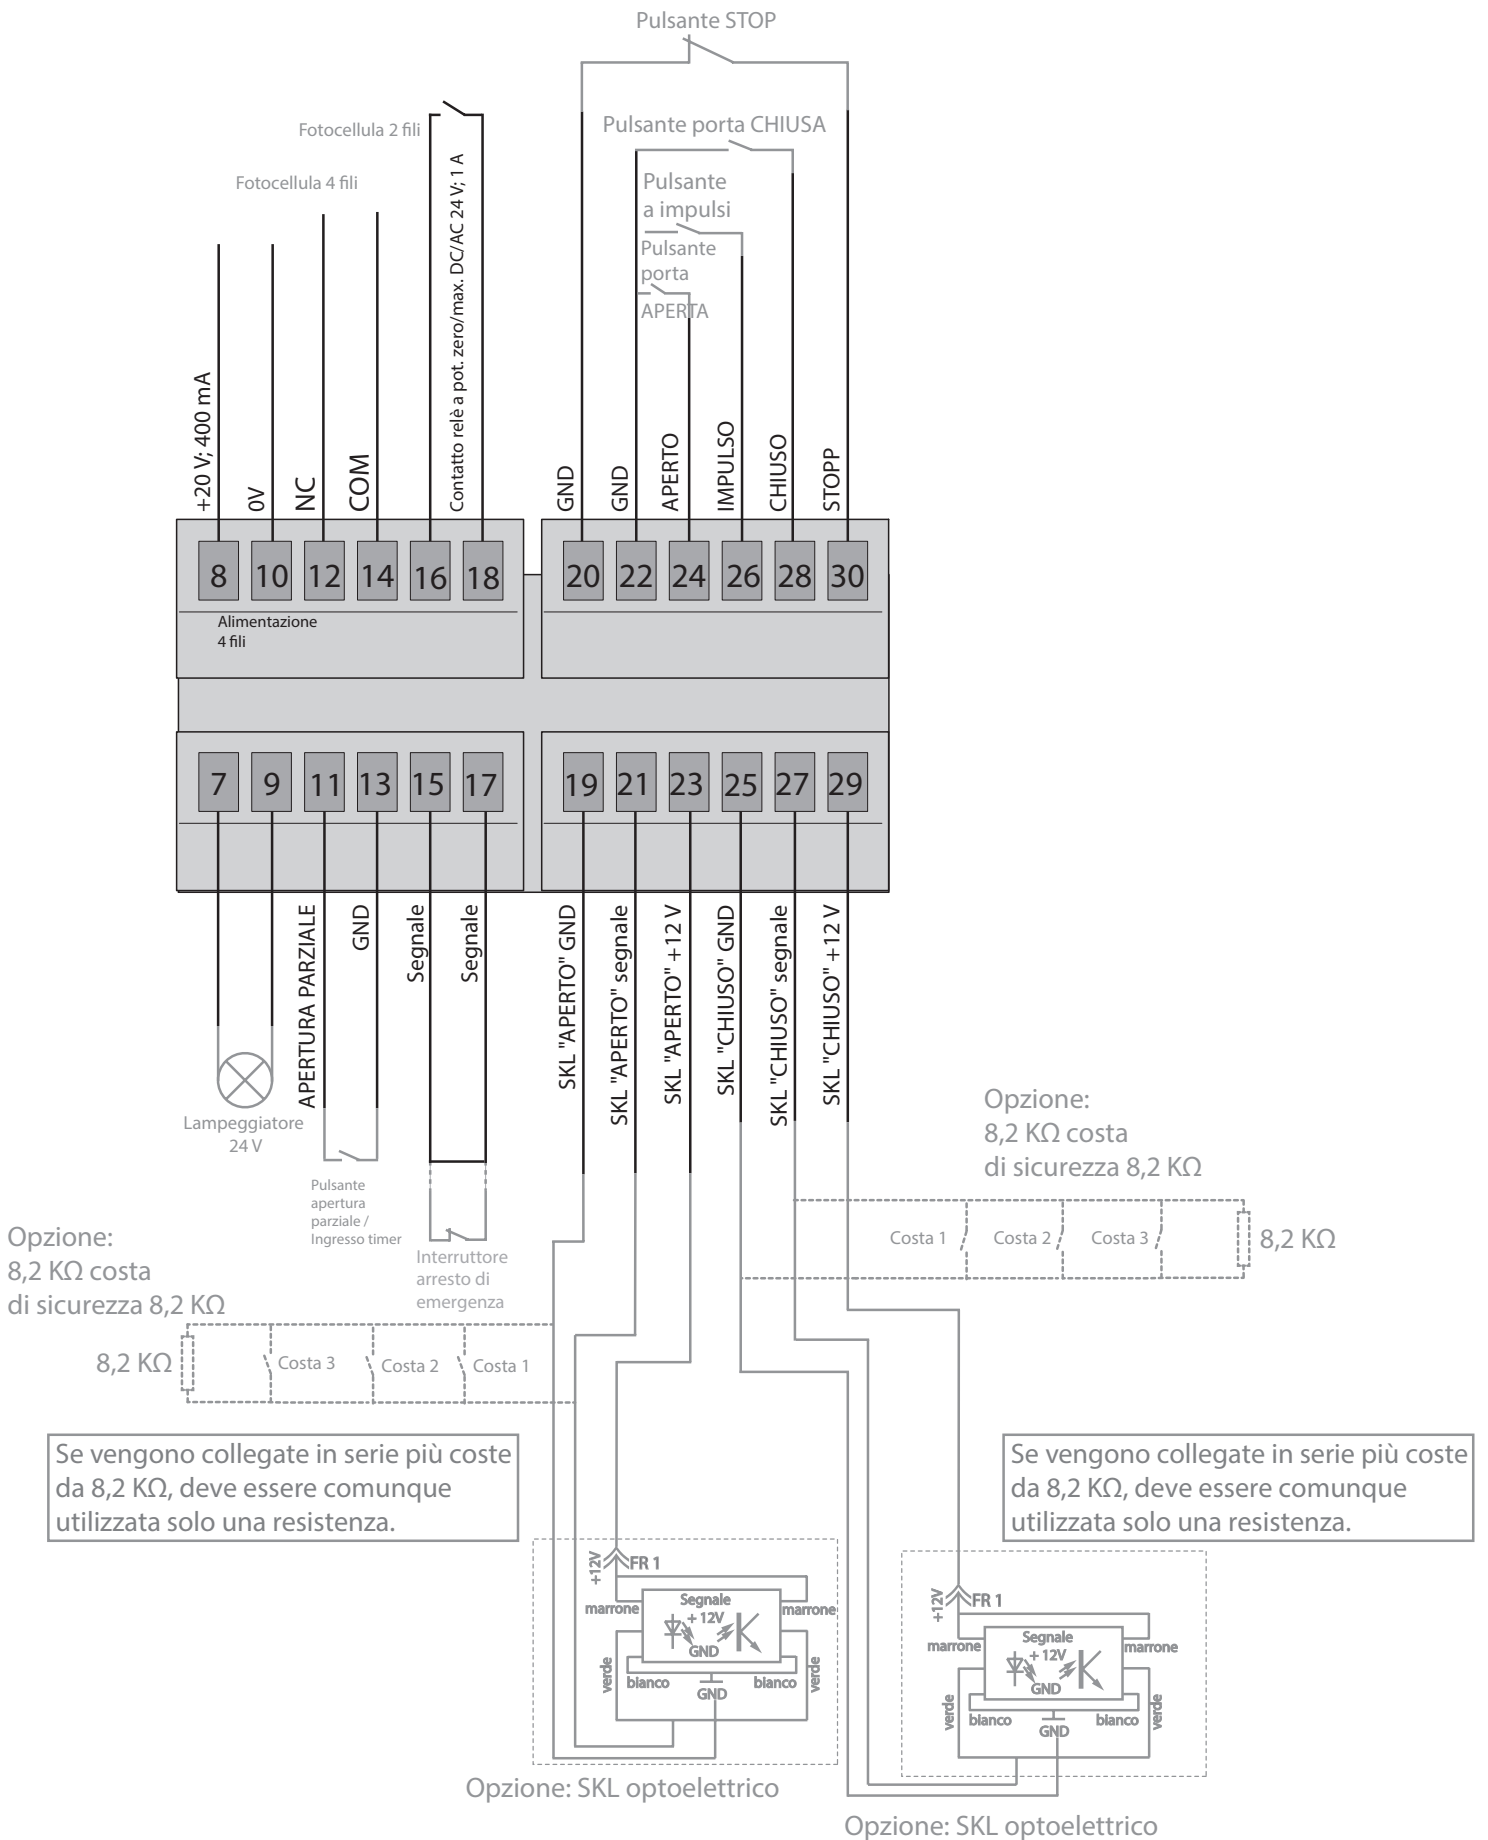 Pulsante STOP
Fotocellula 2 fili
Pulsante porta CHIUSA
Fotocellula 4 fili
Pulsante
a impulsi
Pulsante
porta
APERTA
+20 V; 400 mA
0V
NC
COM
Contatto relè a pot. zero/max. DC/AC 24 V; 1 A
GND
GND
APERTO
IMPULSO
CHIUSO
STOPP
8 10 12 14 16 18 20 22 24 26 28 30
Alimentazione
4 fili
7 9 11 13 15 17 19 21 23 25 27 29
APERTURA PARZIALE
GND
Segnale
Segnale
SKL "APERTO" GND
SKL "APERTO" segnale
SKL "APERTO" +12 V
SKL "CHIUSO" GND
SKL "CHIUSO" segnale
SKL "CHIUSO" +12 V
Lampeggiatore
24 V
Pulsante
apertura
parziale /
Ingresso timer
Interruttore
arresto di
emergenza
Opzione:
8,2 KΩ costa
di sicurezza 8,2 KΩ
Costa 1 Costa 2 Costa 3 8,2 KΩ
Opzione:
8,2 KΩ costa
di sicurezza 8,2 KΩ
8,2 KΩ Costa 3 Costa 2 Costa 1
Se vengono collegate in serie più coste
da 8,2 KΩ, deve essere comunque
utilizzata solo una resistenza.
Se vengono collegate in serie più coste
da 8,2 KΩ, deve essere comunque
utilizzata solo una resistenza.
+12V
FR 1
Segnale
marrone
marrone
+ 12V
GND
verde
bianco
bianco
verde
GND
Opzione: SKL optoelettrico
+12V
FR 1
Segnale
marrone
marrone
+ 12V
GND
verde
bianco
bianco
verde
GND
Opzione: SKL optoelettrico